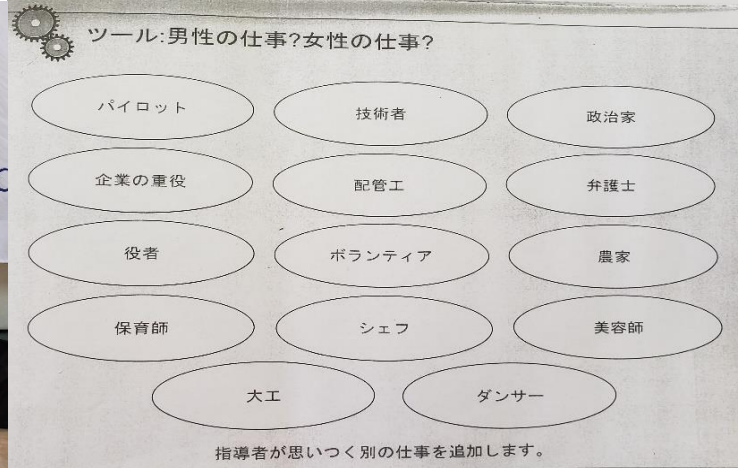 ツール:男性の仕事?女性の仕事?
パイロット
技術者
政治家
企業の重役
配管工
弁護士
役者
ボランティア
農家
保育師
シェフ
美容師
大工
ダンサー
指導者が思いつく別の仕事を追加します。